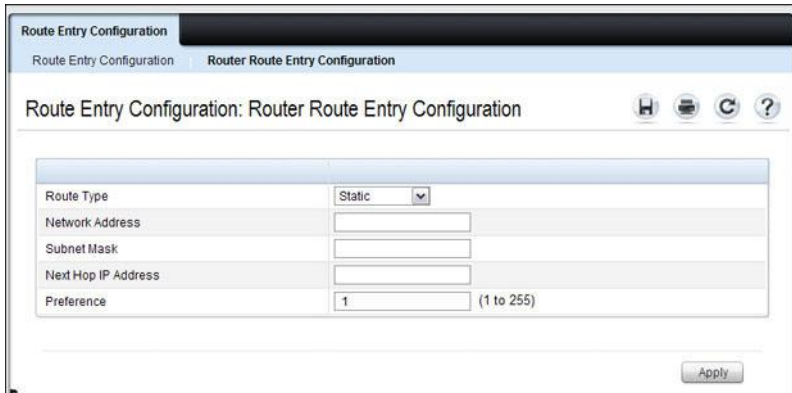 Route Entry Configuration
Route Entry Configuration Router Route Entry Configuration
Route Entry Configuration: Router Route Entry Configuration
Route Type Static
Network Address
Subnet Mask
Next Hop IP Address
Preference 1 (1 to 255)
Apply